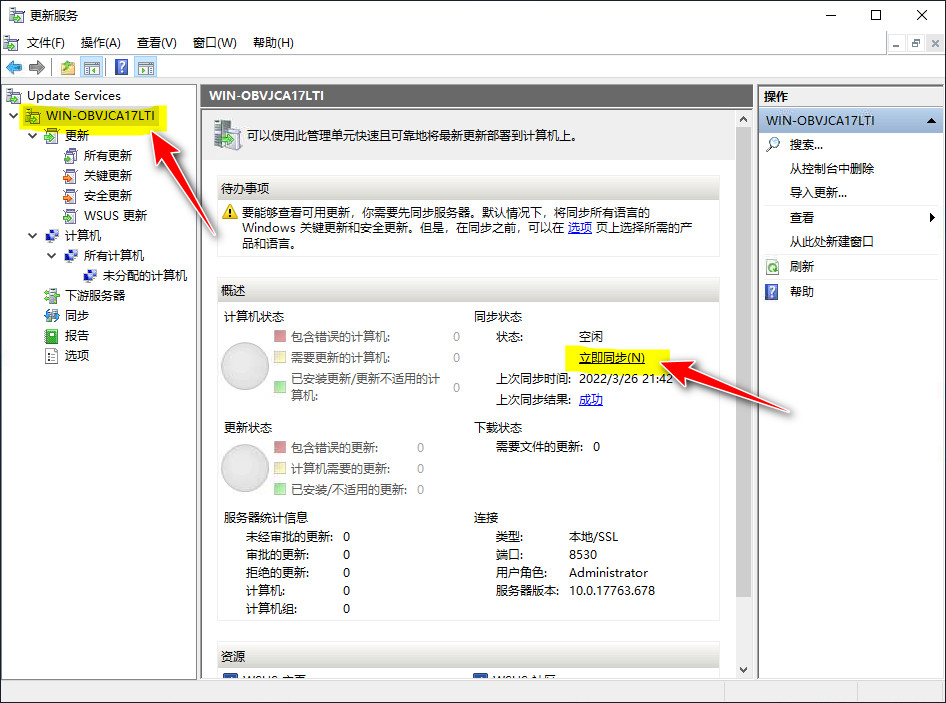 更新服务
文件(F) 操作(A) 查看(V) 窗口(W) 帮助(H)
Update Services
WIN-OBVJCA17LTI
更新
所有更新
关键更新
安全更新
WSUS 更新
计算机
所有计算机
未分配的计算机
下游服务器
同步
报告
选项
WIN-OBVJCA17LTI
可以使用此管理单元快速且可靠地将最新更新部署到计算机上。
待办事项
要能够查看可用更新，你需要先同步服务器。默认情况下，将同步所有语言的
Windows 关键更新和安全更新。但是，在同步之前，可以在 选项 页上选择所需的产
品和语言。
概述
计算机状态
包含错误的计算机: 0
需要更新的计算机: 0
已安装更新/更新不适用的计
算机: 0
同步状态
状态: 空闲
立即同步(N)
上次同步时间: 2022/3/26 21:42
上次同步结果: 成功
更新状态
包含错误的更新: 0
计算机需要的更新: 0
已安装/不适用的更新: 0
下载状态
需要文件的更新: 0
服务器统计信息
未经审批的更新: 0
审批的更新: 0
拒绝的更新: 0
计算机: 0
计算机组: 0
连接
类型: 本地/SSL
端口: 8530
用户角色: Administrator
服务器版本: 10.0.17763.678
资源
WSUS 主页
WSUS 社区
操作
WIN-OBVJCA17LTI
搜索...
从控制台中删除
导入更新...
查看
从此处新建窗口
刷新
帮助